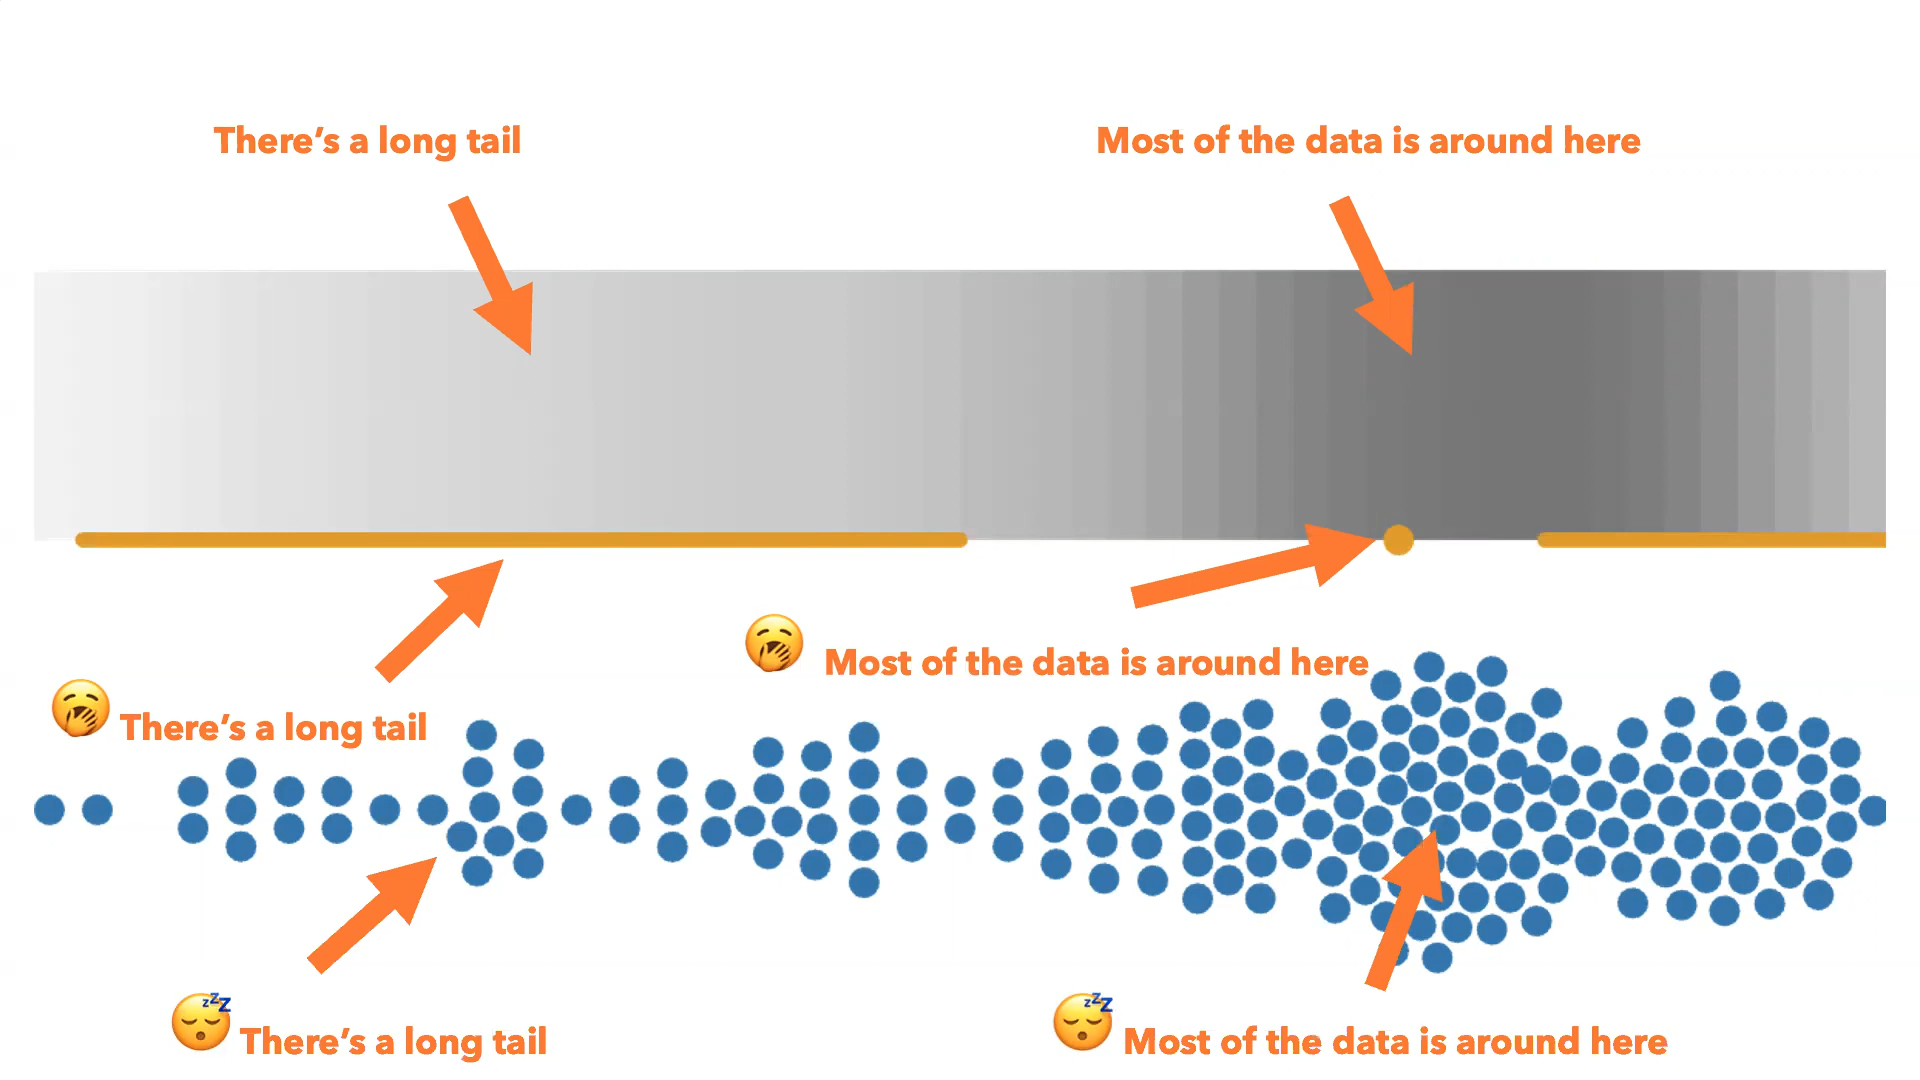 There’s a long tail
Most of the data is around here
Most of the data is around here
There’s a long tail
There’s a long tail
Most of the data is around here